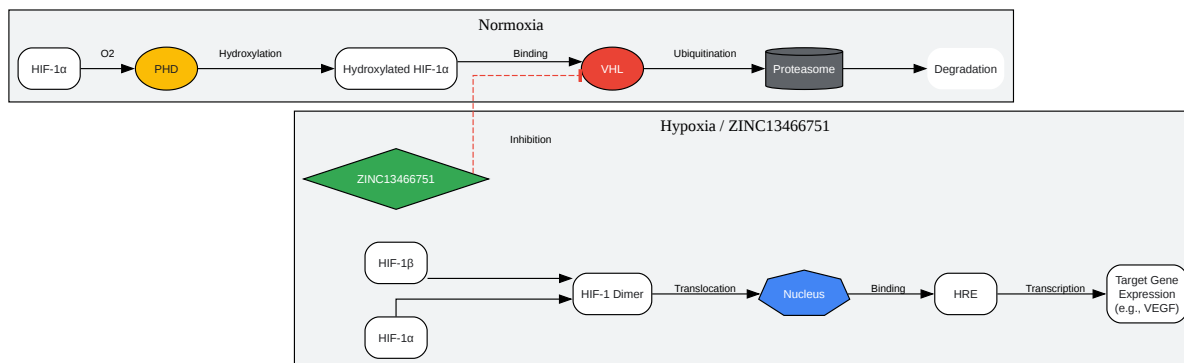 Normoxia
HIF-1α
O2
PHD
Hydroxylation
Hydroxylated HIF-1α
Binding
VHL
Ubiquitination
Proteasome
Degradation
Hypoxia / ZINC13466751
Inhibition
ZINC13466751
HIF-1β
HIF-1α
HIF-1 Dimer
Translocation
Nucleus
Binding
HRE
Transcription
Target Gene
Expression
(e.g., VEGF)